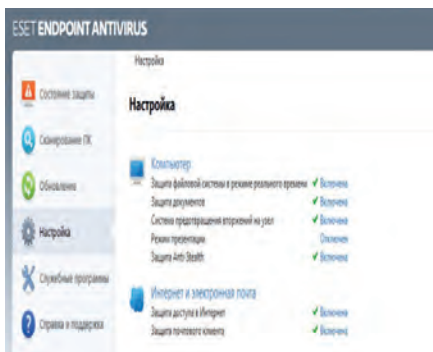 ESET ENDPOINT ANTIVIRUS
Настройка
Состояние защиты
Сканирование ПК
Обновления
Настройка
Служебные программы
Справка и поддержка
Настройка
Компьютер
Защита файловой системы в режиме реального времени ✔ Включена
Защита документов ✔ Включена
Система предотвращения вторжений на узел ✔ Включена
Режим презентации Отключен
Защита Anti-Stealth ✔ Включена
Интернет и электронная почта
Защита доступа в Интернет ✔ Включена
Защита почтового клиента ✔ Включена